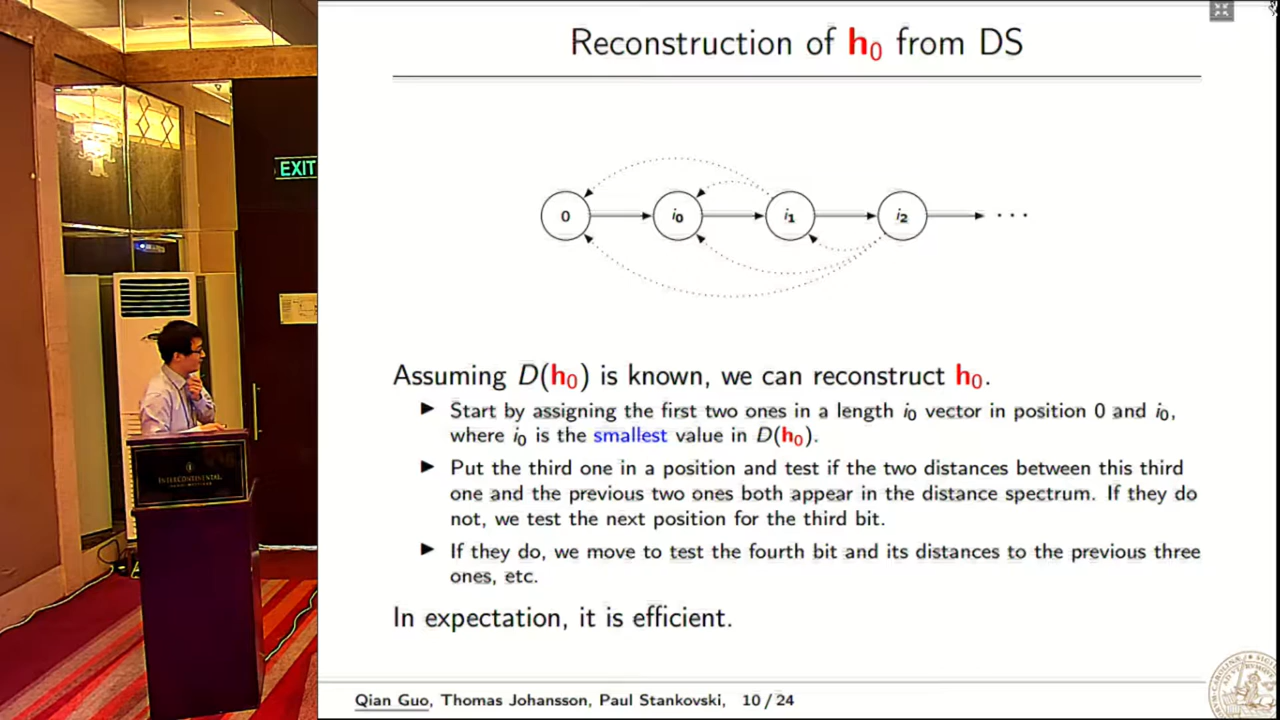 Reconstruction of h0 from DS
EXIT
0 i0 i1 i2 ···
Assuming D(h0) is known, we can reconstruct h0.
Start by assigning the first two ones in a length i0 vector in position 0 and i0,
where i0 is the smallest value in D(h0).
Put the third one in a position and test if the two distances between this third
one and the previous two ones both appear in the distance spectrum. If they do
not, we test the next position for the third bit.
If they do, we move to test the fourth bit and its distances to the previous three
ones, etc.
In expectation, it is efficient.
INTERCONTINENTAL
Qian Guo, Thomas Johansson, Paul Stankovski, 10 / 24